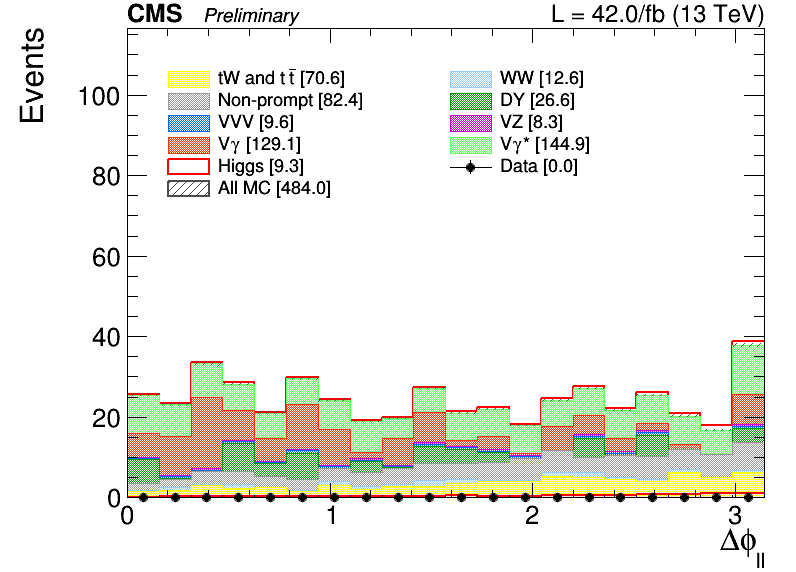 CMS Preliminary L = 42.0/fb (13 TeV)
Events
tW and tt̄ [70.6] WW [12.6]
Non-prompt [82.4] DY [26.6]
VVV [9.6] VZ [8.3]
Vγ [129.1] Vγ* [144.9]
Higgs [9.3] Data [0.0]
All MC [484.0]
100
80
60
40
20
0
0 1 2 3
Δϕ_ll